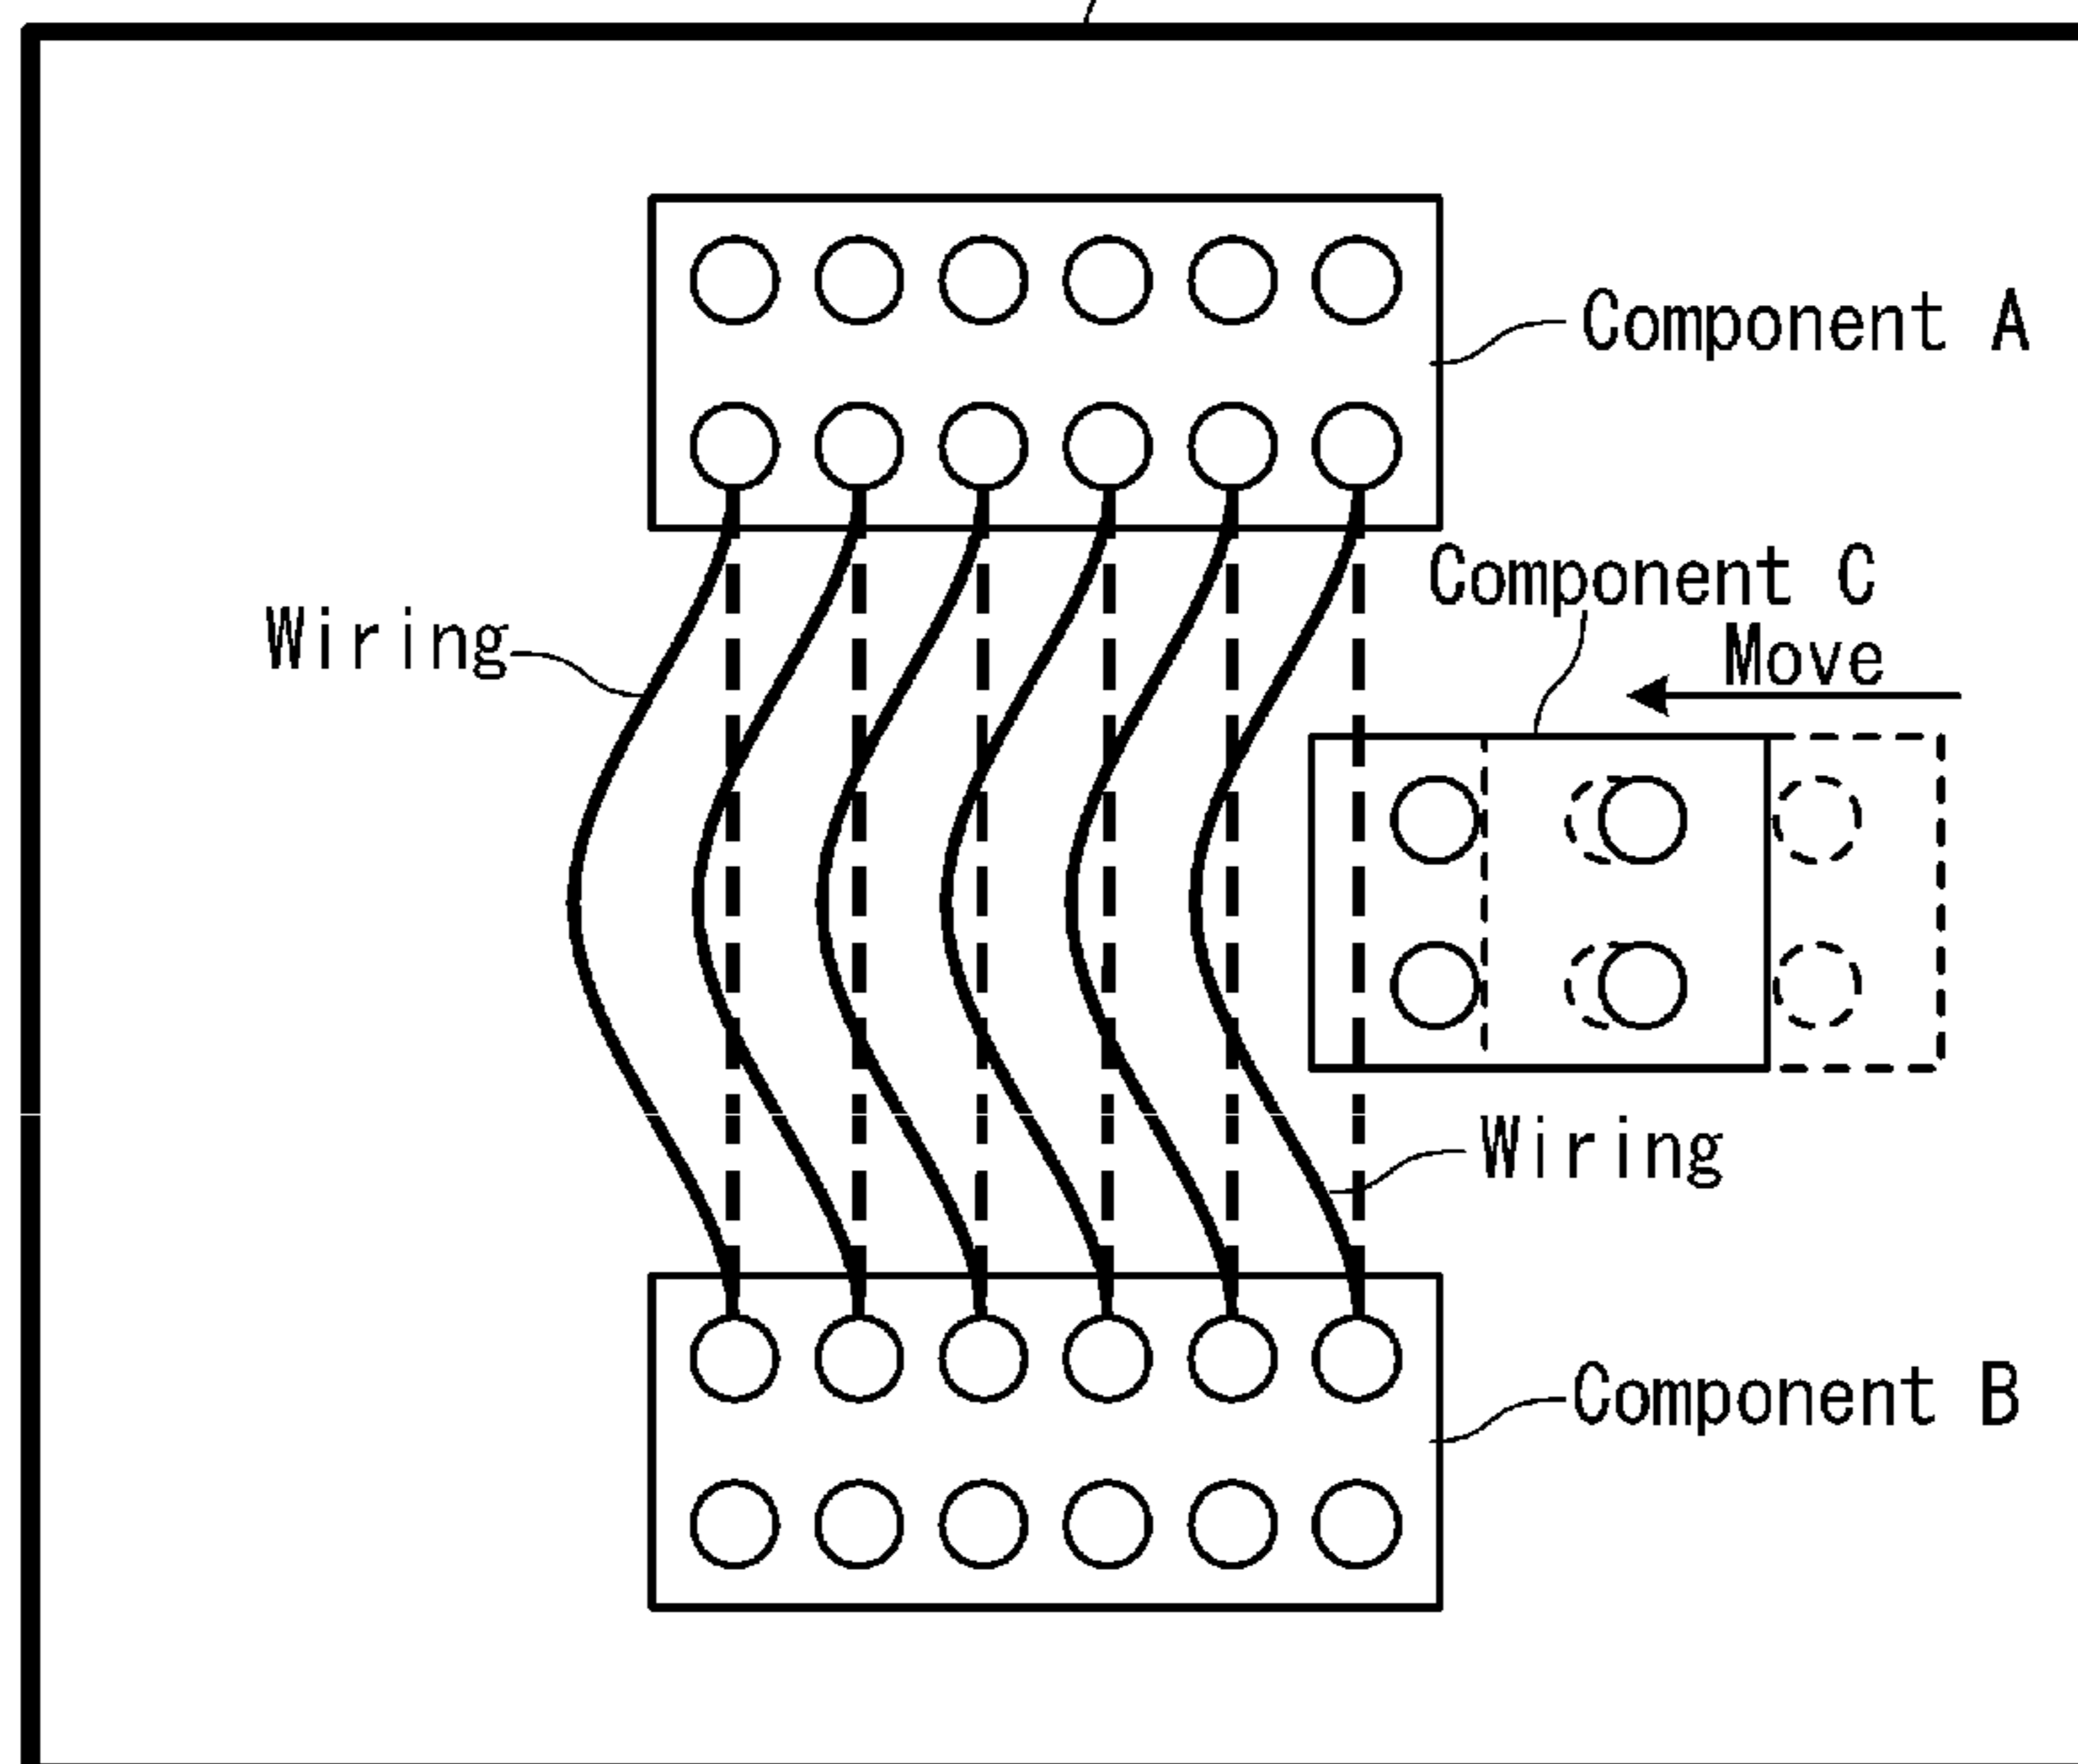 Component A
Component C
Wiring
Move
Wiring
Component B